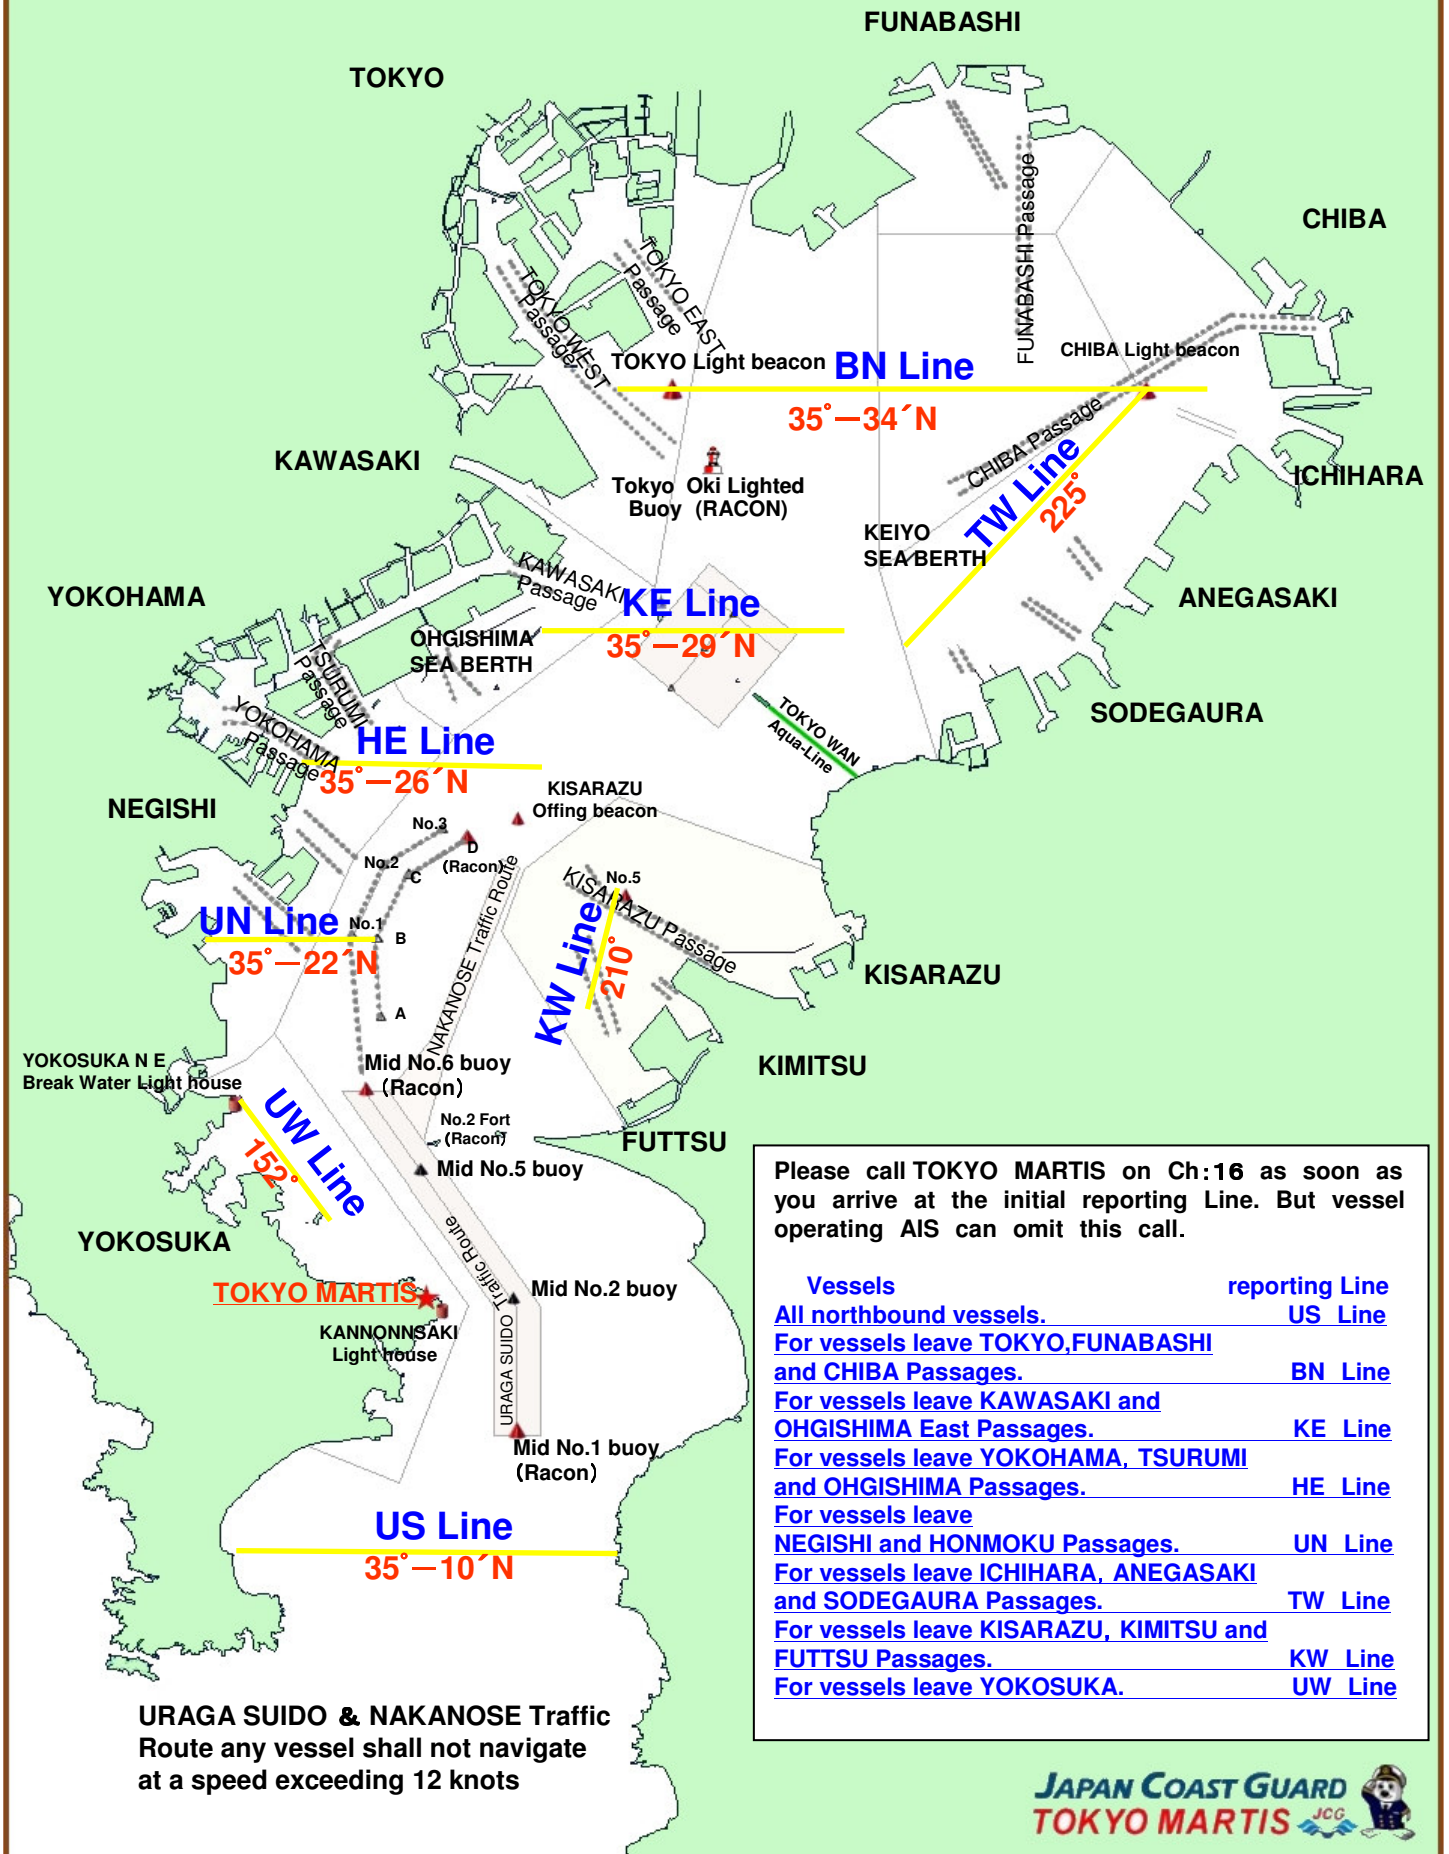 FUNABASHI
TOKYO
CHIBA
FUNABASHI Passage
TOKYO EAST
Passage
TOKYO WEST
Passage
TOKYO Light beacon
BN Line
35°—34´N
CHIBA Light beacon
CHIBA Passage
TW Line
225°
KAWASAKI
ICHIHARA
Tokyo Oki Lighted
Buoy (RACON)
KEIYO
SEA BERTH
KAWASAKI
Passage
YOKOHAMA
KE Line
35°—29´N
ANEGASAKI
OHGISHIMA
SEA BERTH
TSURUMI
Passage
YOKOHAMA
Passage
SODEGAURA
TOKYO WAN
Aqua-Line
HE Line
35°—26´N
NEGISHI
KISARAZU
Offing beacon
No.3
D
(Racon)
No.2
C
NAKANOSE Traffic Route
No.5
KISARAZU Passage
KW Line
210°
UN Line
35°—22´N
No.1
B
A
KISARAZU
YOKOSUKA N E
Break Water Light house
Mid No.6 buoy
(Racon)
KIMITSU
UW Line
152°
No.2 Fort
(Racon)
FUTTSU
Mid No.5 buoy
YOKOSUKA
URAGA SUIDO Traffic Route
TOKYO MARTIS
Mid No.2 buoy
KANNONNSAKI
Light house
Mid No.1 buoy
(Racon)
US Line
35°—10´N
Please call TOKYO MARTIS on Ch:16 as soon as
you arrive at the initial reporting Line. But vessel
operating AIS can omit this call.
Vessels reporting Line
All northbound vessels. US Line
For vessels leave TOKYO,FUNABASHI
and CHIBA Passages. BN Line
For vessels leave KAWASAKI and
OHGISHIMA East Passages. KE Line
For vessels leave YOKOHAMA, TSURUMI
and OHGISHIMA Passages. HE Line
For vessels leave
NEGISHI and HONMOKU Passages. UN Line
For vessels leave ICHIHARA, ANEGASAKI
and SODEGAURA Passages. TW Line
For vessels leave KISARAZU, KIMITSU and
FUTTSU Passages. KW Line
For vessels leave YOKOSUKA. UW Line
URAGA SUIDO & NAKANOSE Traffic
Route any vessel shall not navigate
at a speed exceeding 12 knots
JAPAN COAST GUARD
TOKYO MARTIS JCG